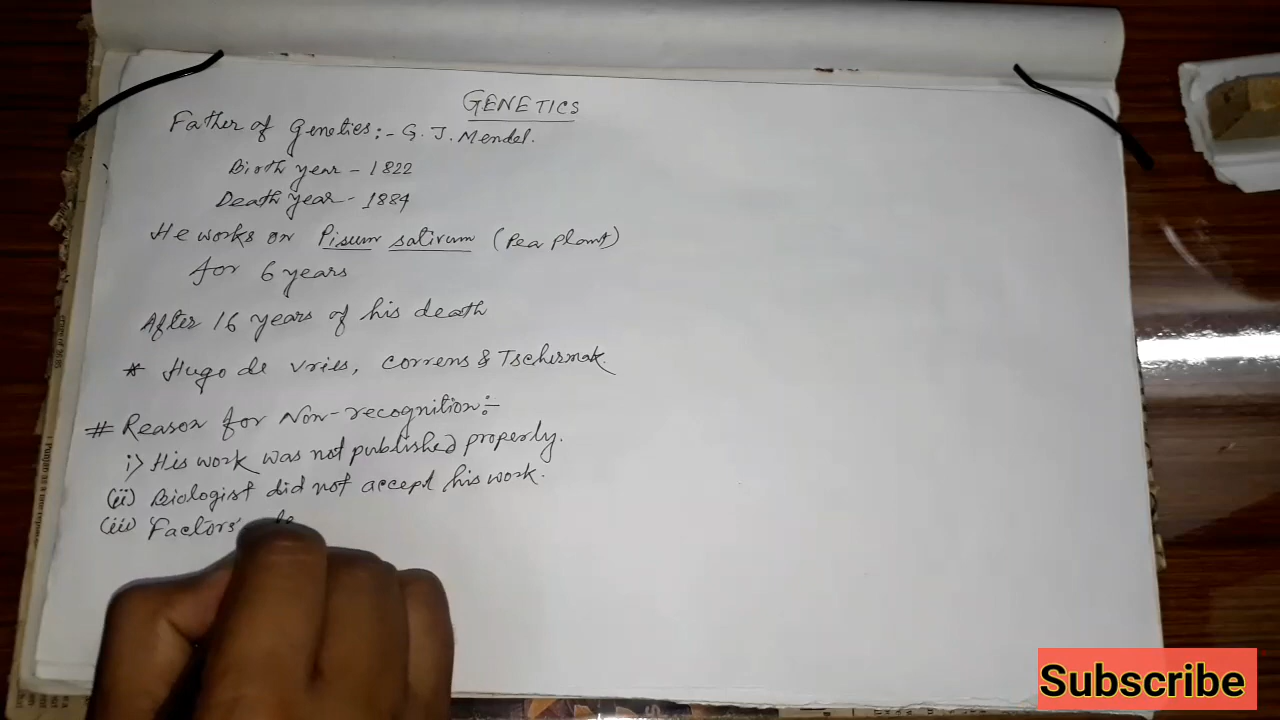 GENETICS
Father of Genetics:- G. J. Mendel.
Birth year - 1822
Death year - 1884
He works on Pisum sativum (Pea plant)
for 6 years
After 16 years of his death
* Hugo de Vries, Correns & Tschermak.
# Reason for Non-recognition:-
i) His work was not published properly.
(ii) Biologist did not accept his work.
(iii) 'Factors'
Subscribe